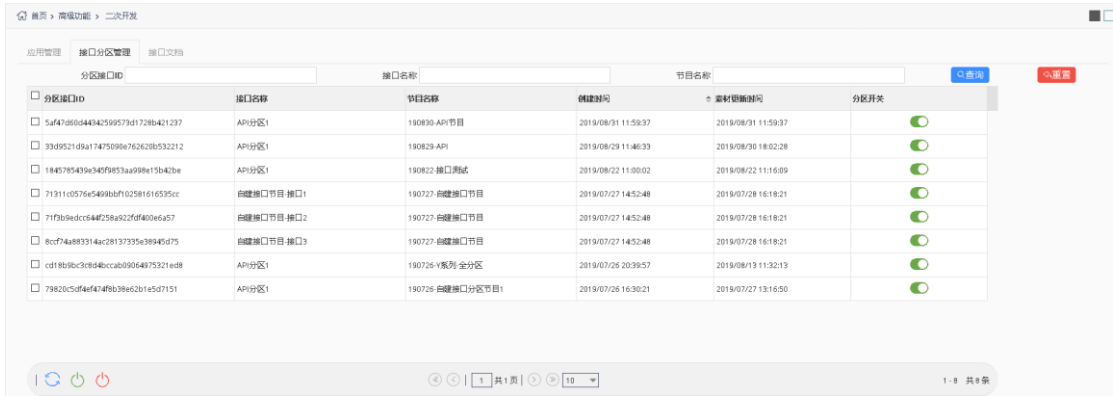 首页 › 高级功能 › 二次开发
应用管理 接口分区管理 接口文档
分区接口ID 接口名称 节目名称 查询 重置
分区接口ID 接口名称 节目名称 创建时间 素材更新时间 分区开关
5af47d60d44342599573d1728b421237 API分区1 190830-API节目 2019/08/31 11:59:37 2019/08/31 11:59:37
33d9521d9a17475090e762620b532212 API分区1 190829-API 2019/08/29 11:46:33 2019/08/30 18:02:28
1845785439e345f9853aa998e15b42be API分区1 190822-接口测试 2019/08/22 11:00:02 2019/08/22 11:16:09
71311c0576e5499bbf102581616535cc 自建接口节目-接口1 190727-自建接口节目 2019/07/27 14:52:48 2019/07/28 16:18:21
71f3b9edcc644f258a922fdf400e6a57 自建接口节目-接口2 190727-自建接口节目 2019/07/27 14:52:48 2019/07/28 16:18:21
8ccf74a883314ac28137335e38945d75 自建接口节目-接口3 190727-自建接口节目 2019/07/27 14:52:48 2019/07/28 16:18:21
cd18b9bc3c8d4bccab09064975321ed8 API分区1 190726-Y系列-全分区 2019/07/26 20:39:57 2019/08/13 11:32:13
79820c5df4ef474f8b38e62b1e5d7151 API分区1 190726-自建接口分区节目1 2019/07/26 16:30:21 2019/07/27 13:16:50
1 共1页 10 1-8 共8条